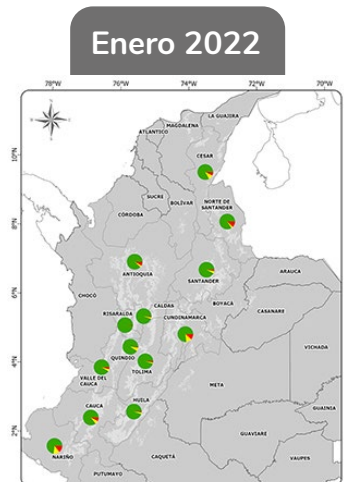 Enero 2022
78°W 76°W 74°W 72°W 70°W
LA GUAJIRA
MAGDALENA
ATLANTICO
10°N
CESAR
SUCRE
BOLÍVAR
NORTE DE
SANTANDER
8°N
CÓRDOBA
ANTIOQUIA
SANTANDER
ARAUCA
6°N
CHOCÓ
CALDAS
BOYACÁ
CUNDINAMARCA
CASANARE
RISARALDA
VICHADA
4°N
QUINDIO
TOLIMA
VALLE DEL
CAUCA
META
HUILA
CAUCA
GUAINIA
2°N
GUAVIARE
NARIÑO
CAQUETÁ
VAUPES
PUTUMAYO